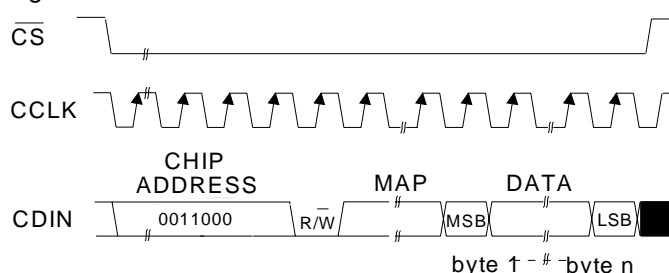 CS
CCLK
CHIP
ADDRESS
MAP
DATA
CDIN
0011000
R/W
MSB
LSB
byte 1
byte n